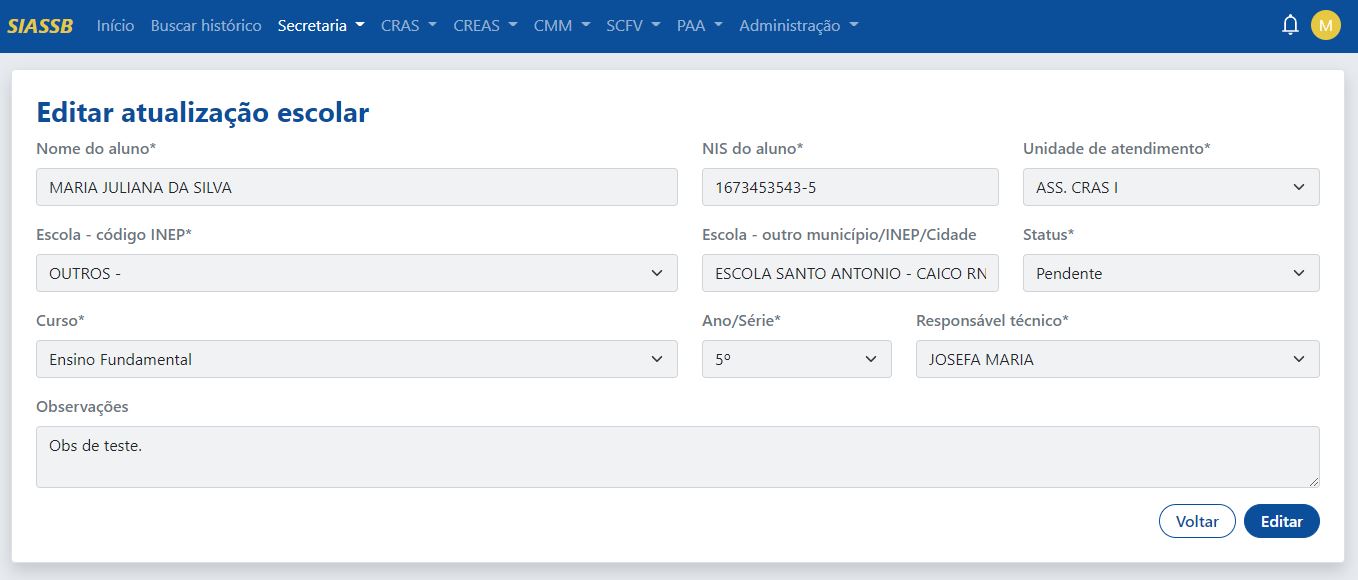 SIASSB Início Buscar histórico Secretaria CRAS CREAS CMM SCFV PAA Administração M
Editar atualização escolar
Nome do aluno* NIS do aluno* Unidade de atendimento*
MARIA JULIANA DA SILVA 1673453543-5 ASS. CRAS I
Escola - código INEP* Escola - outro município/INEP/Cidade Status*
OUTROS - ESCOLA SANTO ANTONIO - CAICO RN Pendente
Curso* Ano/Série* Responsável técnico*
Ensino Fundamental 5º JOSEFA MARIA
Observações
Obs de teste.
Voltar Editar